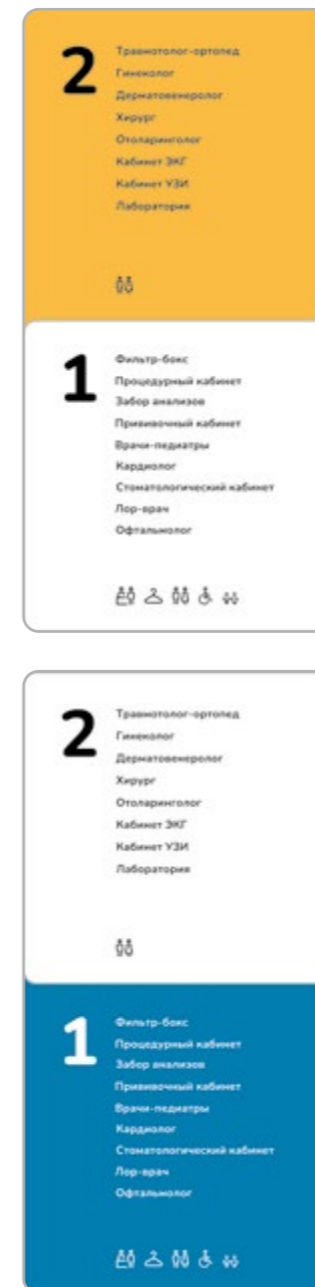 2
Травмотолог-ортопед
Гинеколог
Дерматовенеролог
Хирург
Отоларинголог
Кабинет ЭКГ
Кабинет УЗИ
Лаборатория
1
Фильтр-бокс
Процедурный кабинет
Забор анализов
Прививочный кабинет
Врачи-педиатры
Кардиолог
Стоматологический кабинет
Лор-врач
Офтальмолог
2
Травмотолог-ортопед
Гинеколог
Дерматовенеролог
Хирург
Отоларинголог
Кабинет ЭКГ
Кабинет УЗИ
Лаборатория
1
Фильтр-бокс
Процедурный кабинет
Забор анализов
Прививочный кабинет
Врачи-педиатры
Кардиолог
Стоматологический кабинет
Лор-врач
Офтальмолог